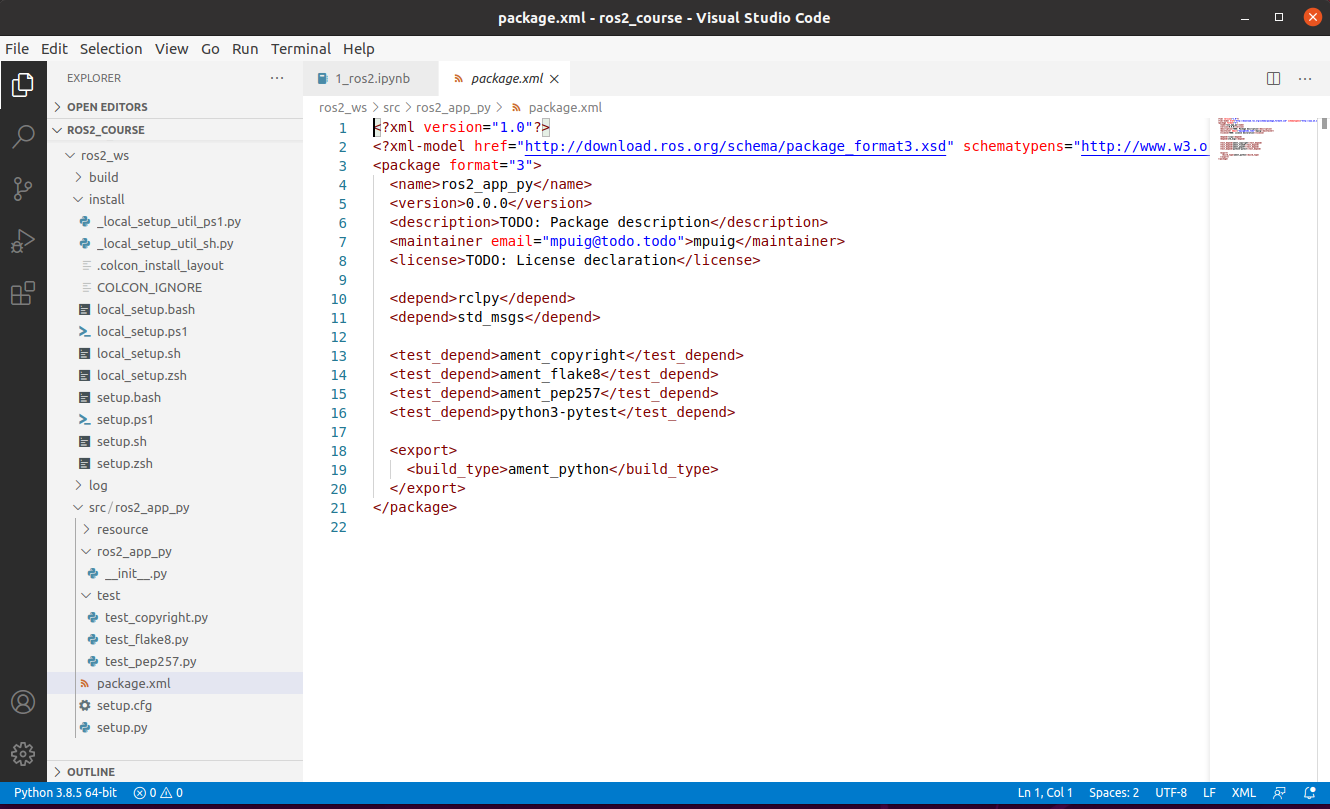 package.xml - ros2_course - Visual Studio Code
File Edit Selection View Go Run Terminal Help
EXPLORER
OPEN EDITORS
ROS2_COURSE
ros2_ws
build
install
_local_setup_util_ps1.py
_local_setup_util_sh.py
.colcon_install_layout
COLCON_IGNORE
local_setup.bash
local_setup.ps1
local_setup.sh
local_setup.zsh
setup.bash
setup.ps1
setup.sh
setup.zsh
log
src/ros2_app_py
resource
ros2_app_py
__init__.py
test
test_copyright.py
test_flake8.py
test_pep257.py
package.xml
setup.cfg
setup.py
OUTLINE
1_ros2.ipynb package.xml
ros2_ws > src > ros2_app_py > package.xml
1 <?xml version="1.0"?>
2 <?xml-model href="http://download.ros.org/schema/package_format3.xsd" schematypens="http://www.w3.o
3 <package format="3">
4 <name>ros2_app_py</name>
5 <version>0.0.0</version>
6 <description>TODO: Package description</description>
7 <maintainer email="mpuig@todo.todo">mpuig</maintainer>
8 <license>TODO: License declaration</license>
9
10 <depend>rclpy</depend>
11 <depend>std_msgs</depend>
12
13 <test_depend>ament_copyright</test_depend>
14 <test_depend>ament_flake8</test_depend>
15 <test_depend>ament_pep257</test_depend>
16 <test_depend>python3-pytest</test_depend>
17
18 <export>
19 <build_type>ament_python</build_type>
20 </export>
21 </package>
22
Python 3.8.5 64-bit 0 0 Ln 1, Col 1 Spaces: 2 UTF-8 LF XML